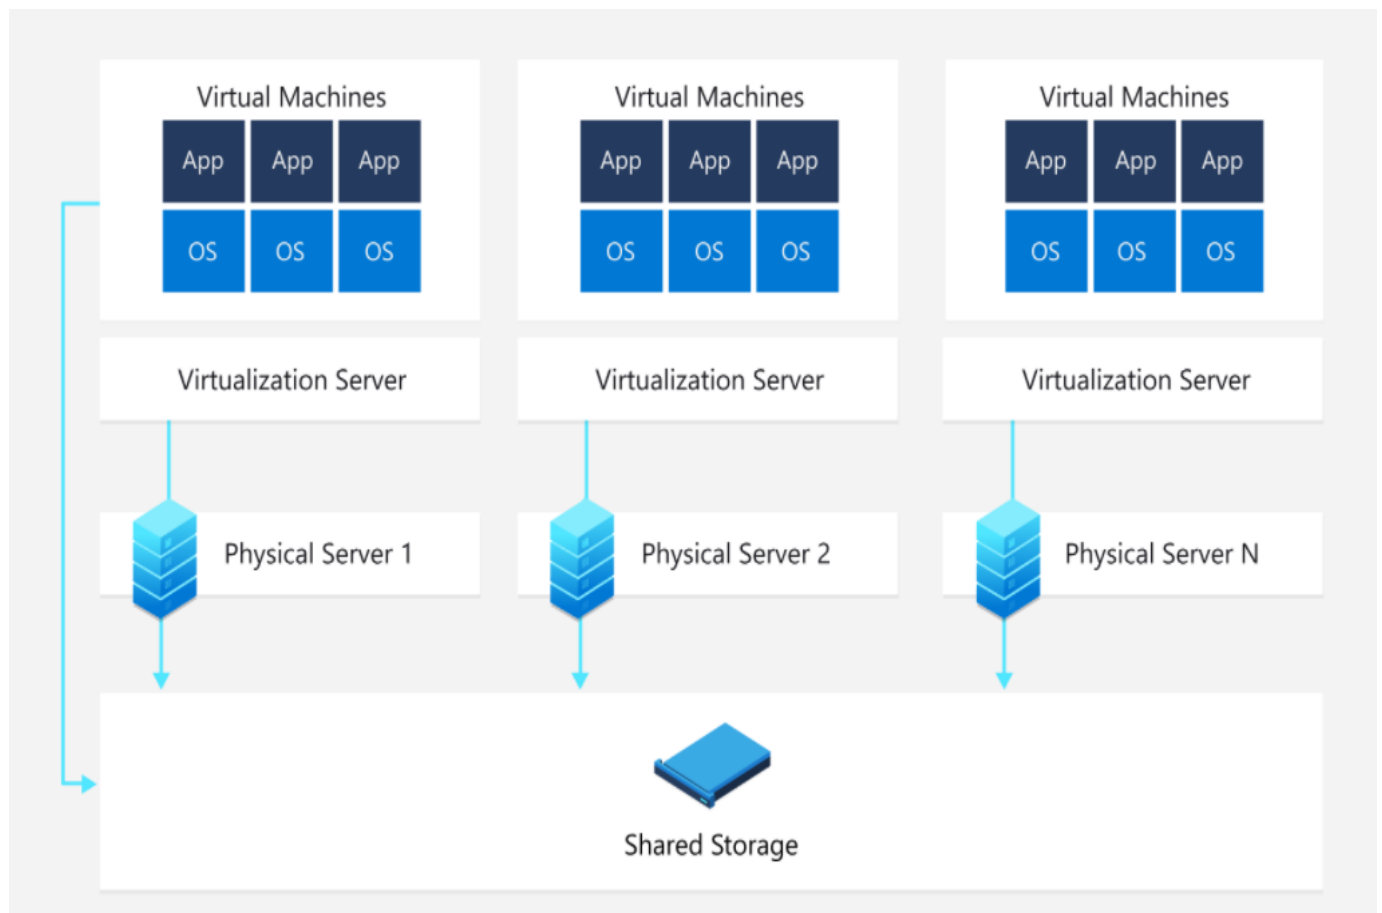 Virtual Machines
App App App
OS OS OS
Virtualization Server
Physical Server 1
Virtual Machines
App App App
OS OS OS
Virtualization Server
Physical Server 2
Virtual Machines
App App App
OS OS OS
Virtualization Server
Physical Server N
Shared Storage